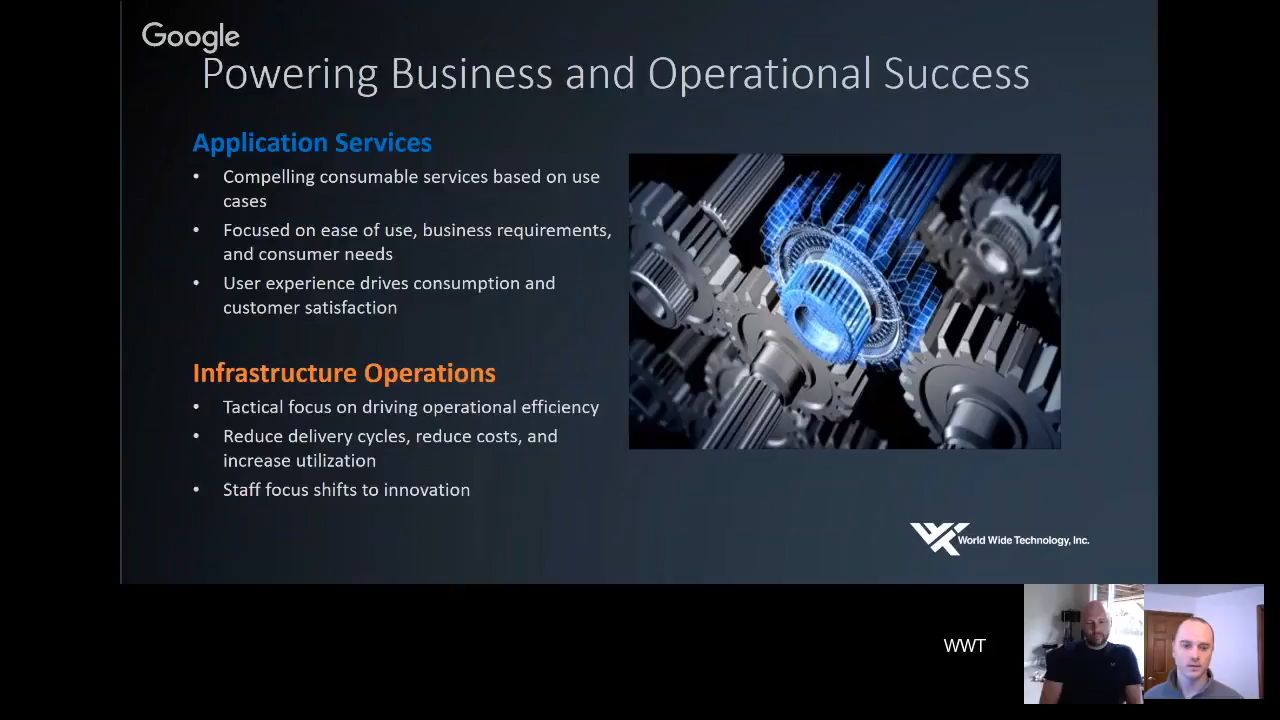 Google
Powering Business and Operational Success
Application Services
• Compelling consumable services based on use
cases
• Focused on ease of use, business requirements,
and consumer needs
• User experience drives consumption and
customer satisfaction
Infrastructure Operations
• Tactical focus on driving operational efficiency
• Reduce delivery cycles, reduce costs, and
increase utilization
• Staff focus shifts to innovation
World Wide Technology, Inc.
WWT